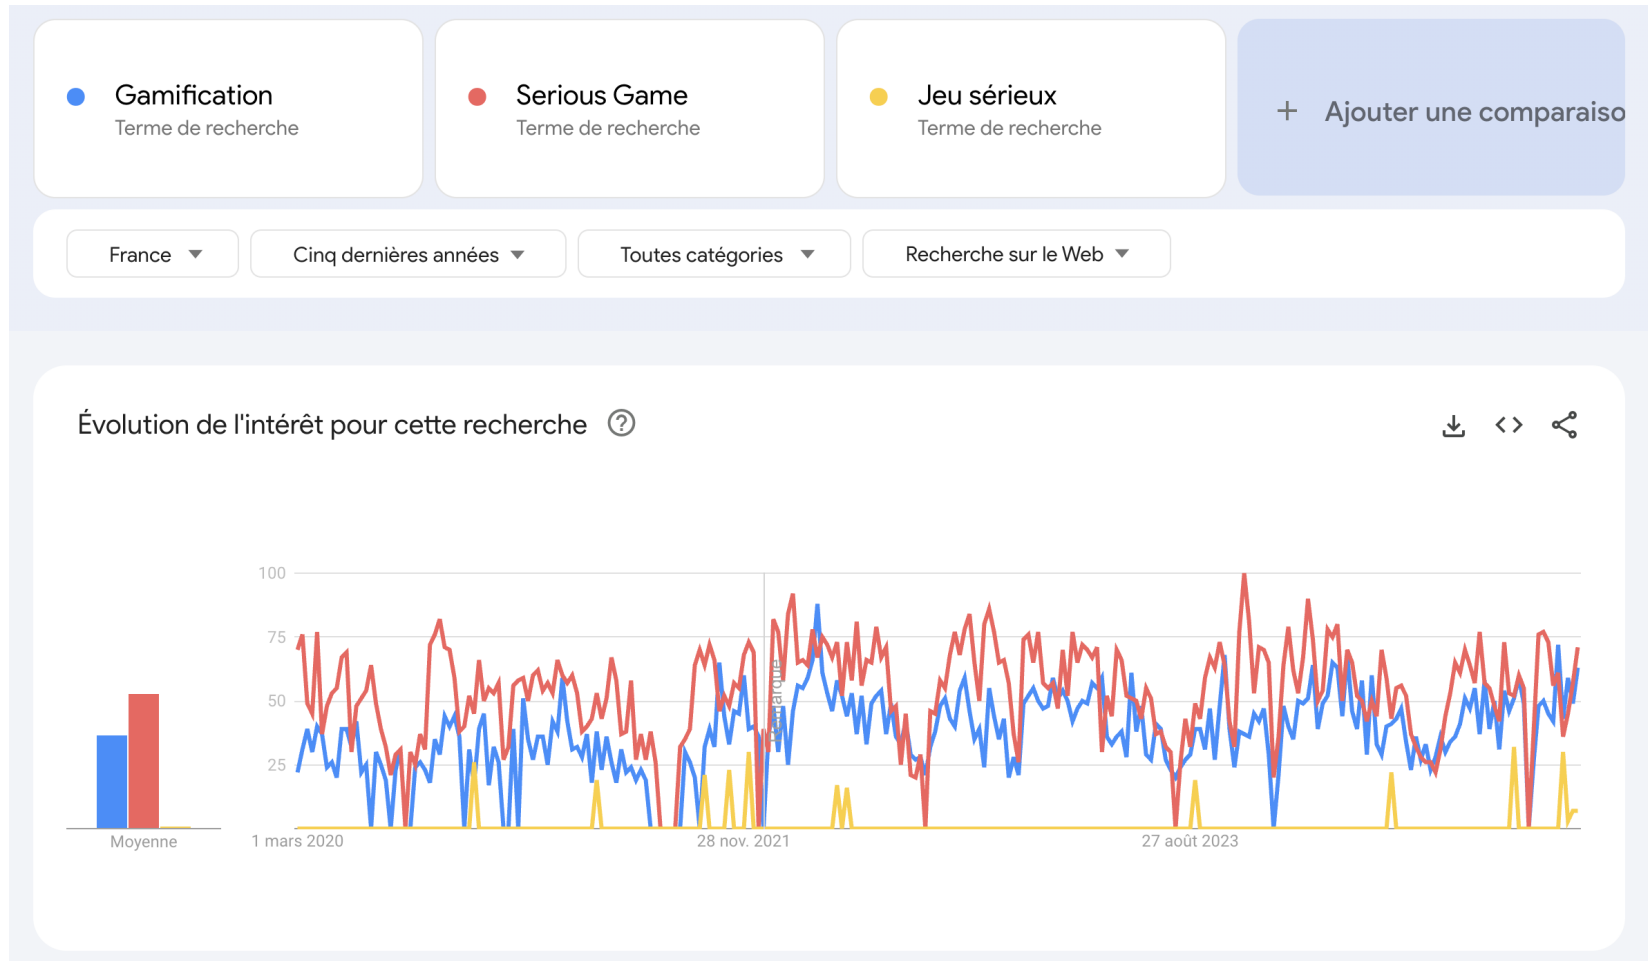 Gamification
Terme de recherche
Serious Game
Terme de recherche
Jeu sérieux
Terme de recherche
+ Ajouter une comparaiso
France
Cinq dernières années
Toutes catégories
Recherche sur le Web
Évolution de l'intérêt pour cette recherche
100
75
50
25
Remarque
Moyenne
1 mars 2020
28 nov. 2021
27 août 2023